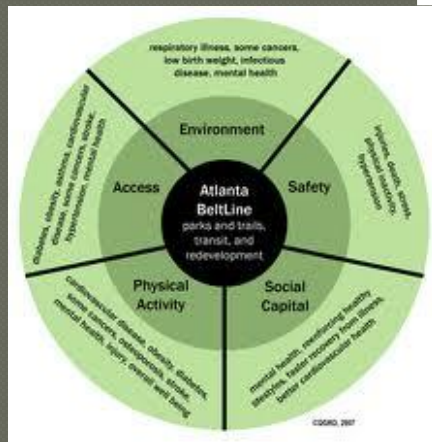 respiratory illness, some cancers,
low birth weight, infectious
disease, mental health
Environment
injuries, death, stress,
physical inactivity,
hypertension
Safety
mental health, reinforcing healthy
lifestyles, faster recovery from illness,
better cardiovascular health
Social
Capital
cardiovascular disease, obesity, diabetes,
some cancers, osteoporosis, stroke,
mental health, injury, overall well being
Physical
Activity
diabetes, obesity, asthma, cardiovascular
disease, some cancers, stroke,
hypertension, mental health
Access
Atlanta
BeltLine
parks and trails,
transit, and
redevelopment
CQGRD, 2007